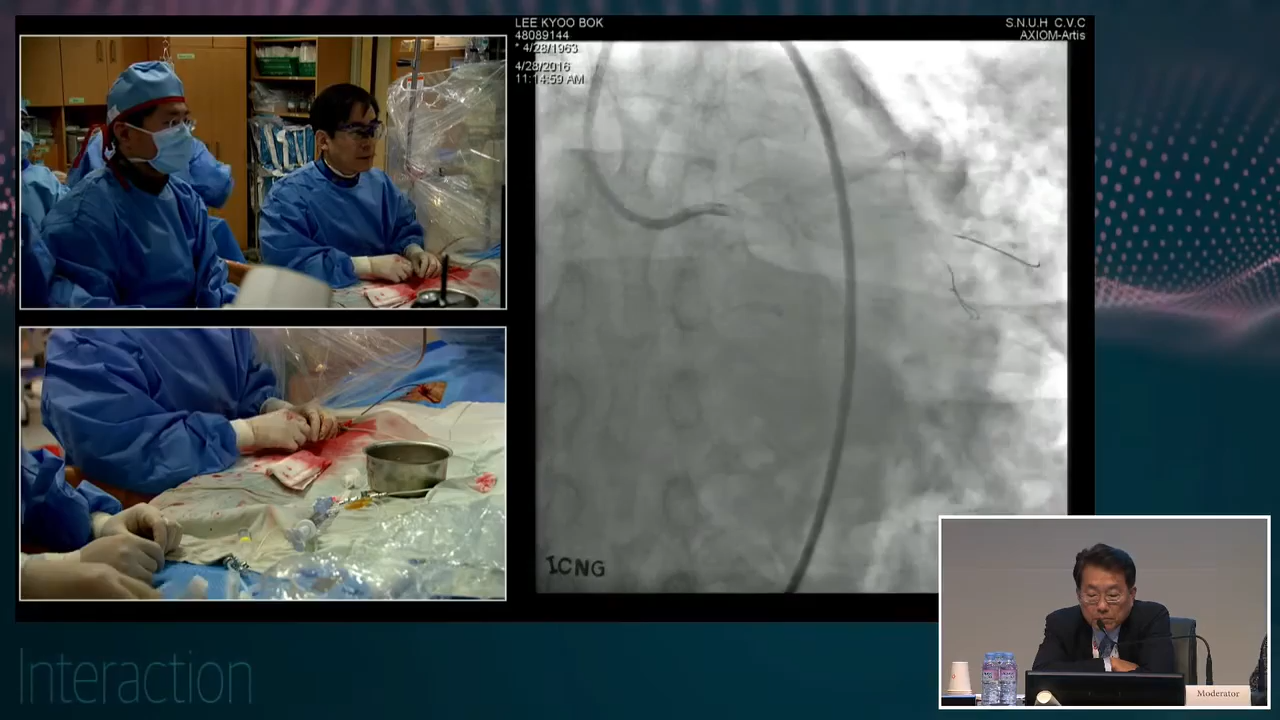 LEE KYOO BOK
48089144
* 4/28/1963
4/28/2016
11:14:59 AM
S.N.U.H C.V.C
AXIOM-Artis
ICNG
Interaction
Moderator